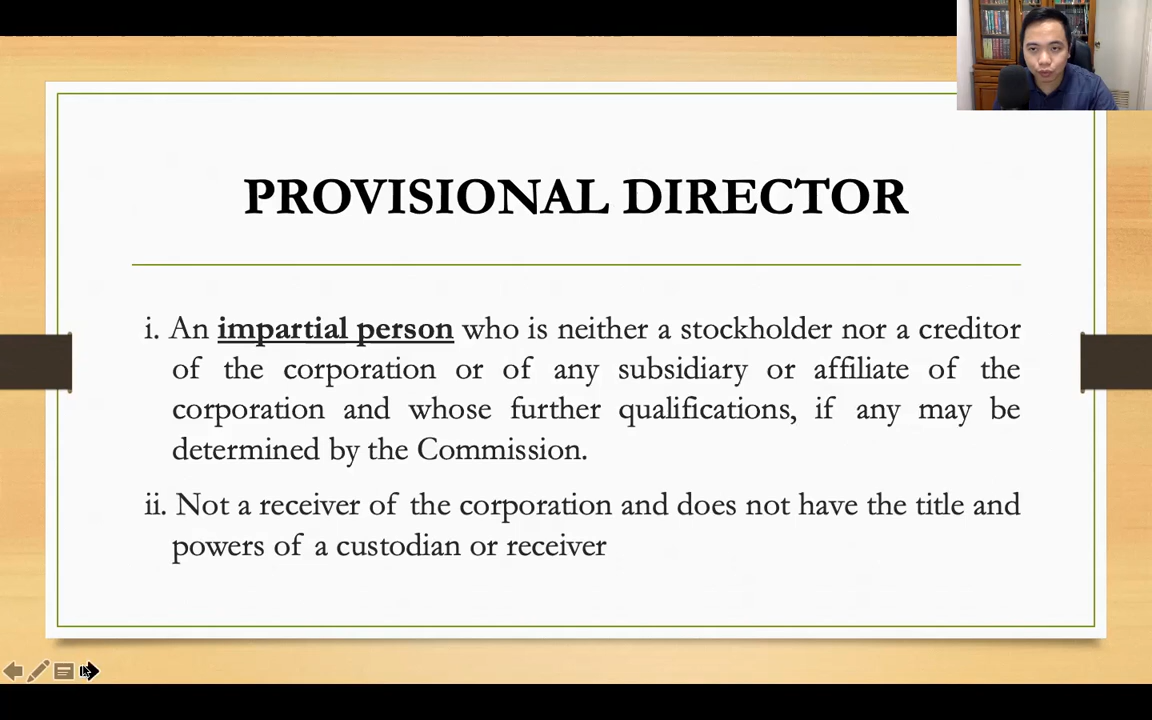 PROVISIONAL DIRECTOR
i. An impartial person who is neither a stockholder nor a creditor
of the corporation or of any subsidiary or affiliate of the
corporation and whose further qualifications, if any may be
determined by the Commission.
ii. Not a receiver of the corporation and does not have the title and
powers of a custodian or receiver